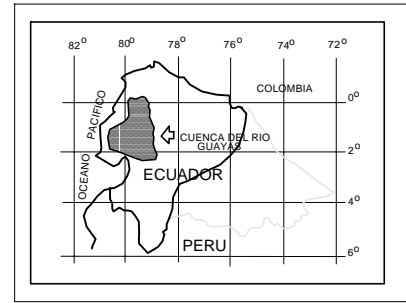 82° 80° 78° 76° 74° 72°
COLOMBIA
0°
OCEANO PACIFICO
CUENCA DEL RIO
GUAYAS
2°
ECUADOR
4°
PERU
6°